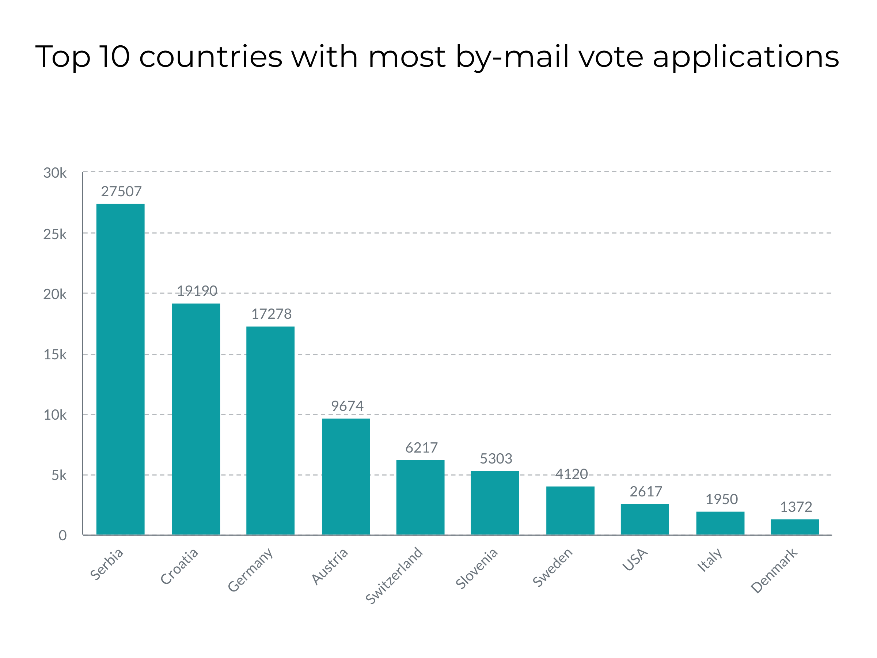 Top 10 countries with most by-mail vote applications
30k
25k
20k
15k
10k
5k
0
27507
19190
17278
9674
6217
5303
4120
2617
1950
1372
Serbia
Croatia
Germany
Austria
Switzerland
Slovenia
Sweden
USA
Italy
Denmark